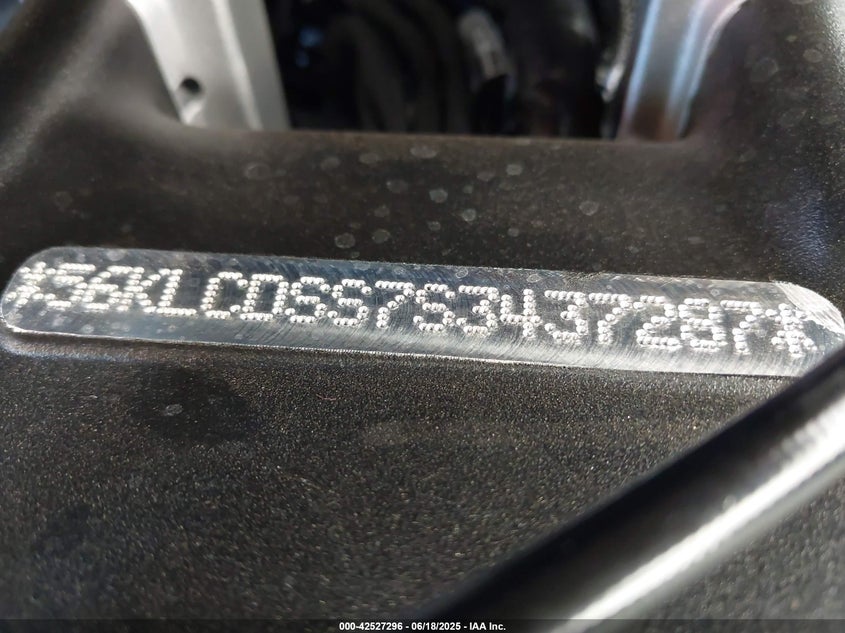 *56KLCDSS7S3437287*
000-42527296 - 06/18/2025 - IAA Inc.